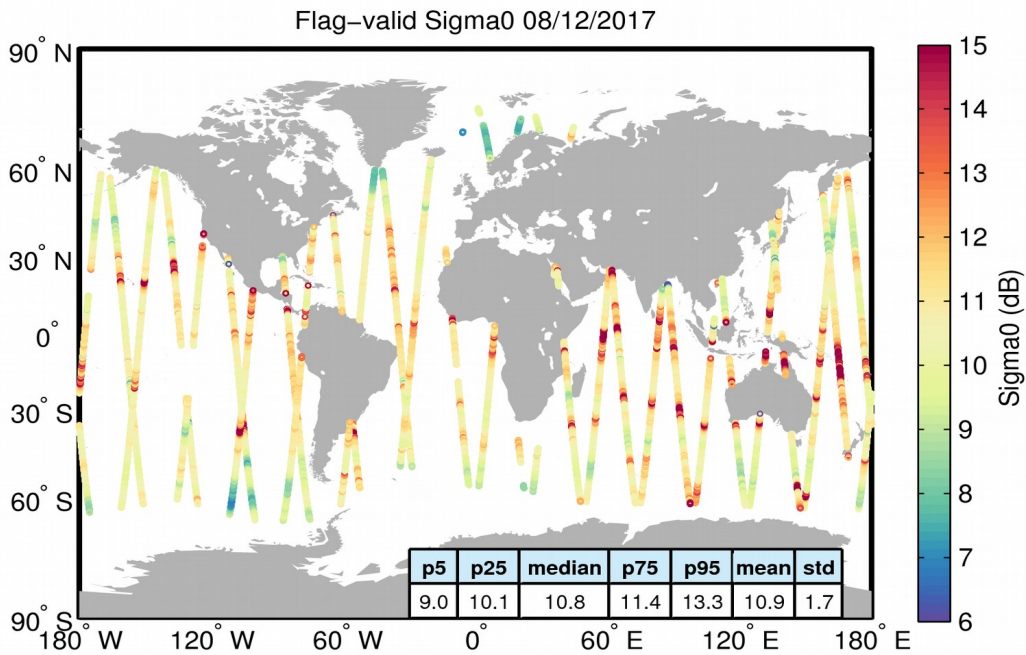 Flag−valid Sigma0 08/12/2017
90° N
60° N
30° N
0°
30° S
60° S
90° S
180° W
120° W
60° W
0°
60° E
120° E
180° E
p5 p25 median p75 p95 mean std
9.0 10.1 10.8 11.4 13.3 10.9 1.7
15
14
13
12
11
10
9
8
7
6
Sigma0 (dB)